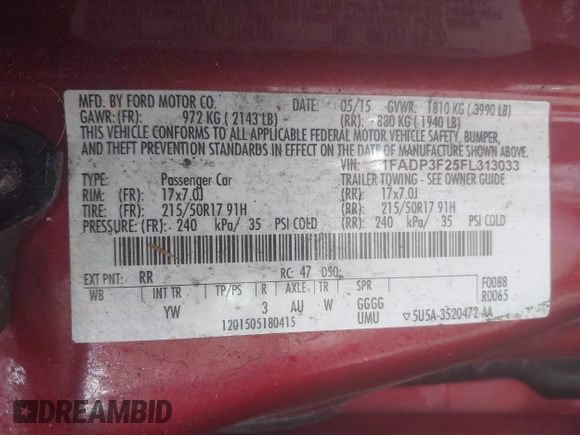 MFD. BY FORD MOTOR CO. DATE: 05/15 GVWR: 1810 KG ( 3990 LB)
GAWR:(FR): 972 KG ( 2143 LB) (RR): 880 KG ( 1940 LB)
THIS VEHICLE CONFORMS TO ALL APPLICABLE FEDERAL MOTOR VEHICLE SAFETY, BUMPER,
AND THEFT PREVENTION STANDARDS IN EFFECT ON THE DATE OF MANUFACTURE SHOWN ABOVE.
VIN: 1FADP3F25FL313033
TYPE: Passenger Car TRAILER TOWING - SEE OWNER GUIDE
RIM: (FR): 17x7.0J (RR): 17x7.0J
TIRE: (FR): 215/50R17 91H (RR): 215/50R17 91H
PRESSURE: (FR): 240 kPa/ 35 PSI COLD (RR): 240 kPa/ 35 PSI COLD
EXT PNT: RR RC: 47 DSO:
WB INT TR TP/PS R AXLE TR SPR F0088
YW 3 AU W GGGG R0065
1201505180415 UMU ▽5U5A-3520472-AA
DREAMBID